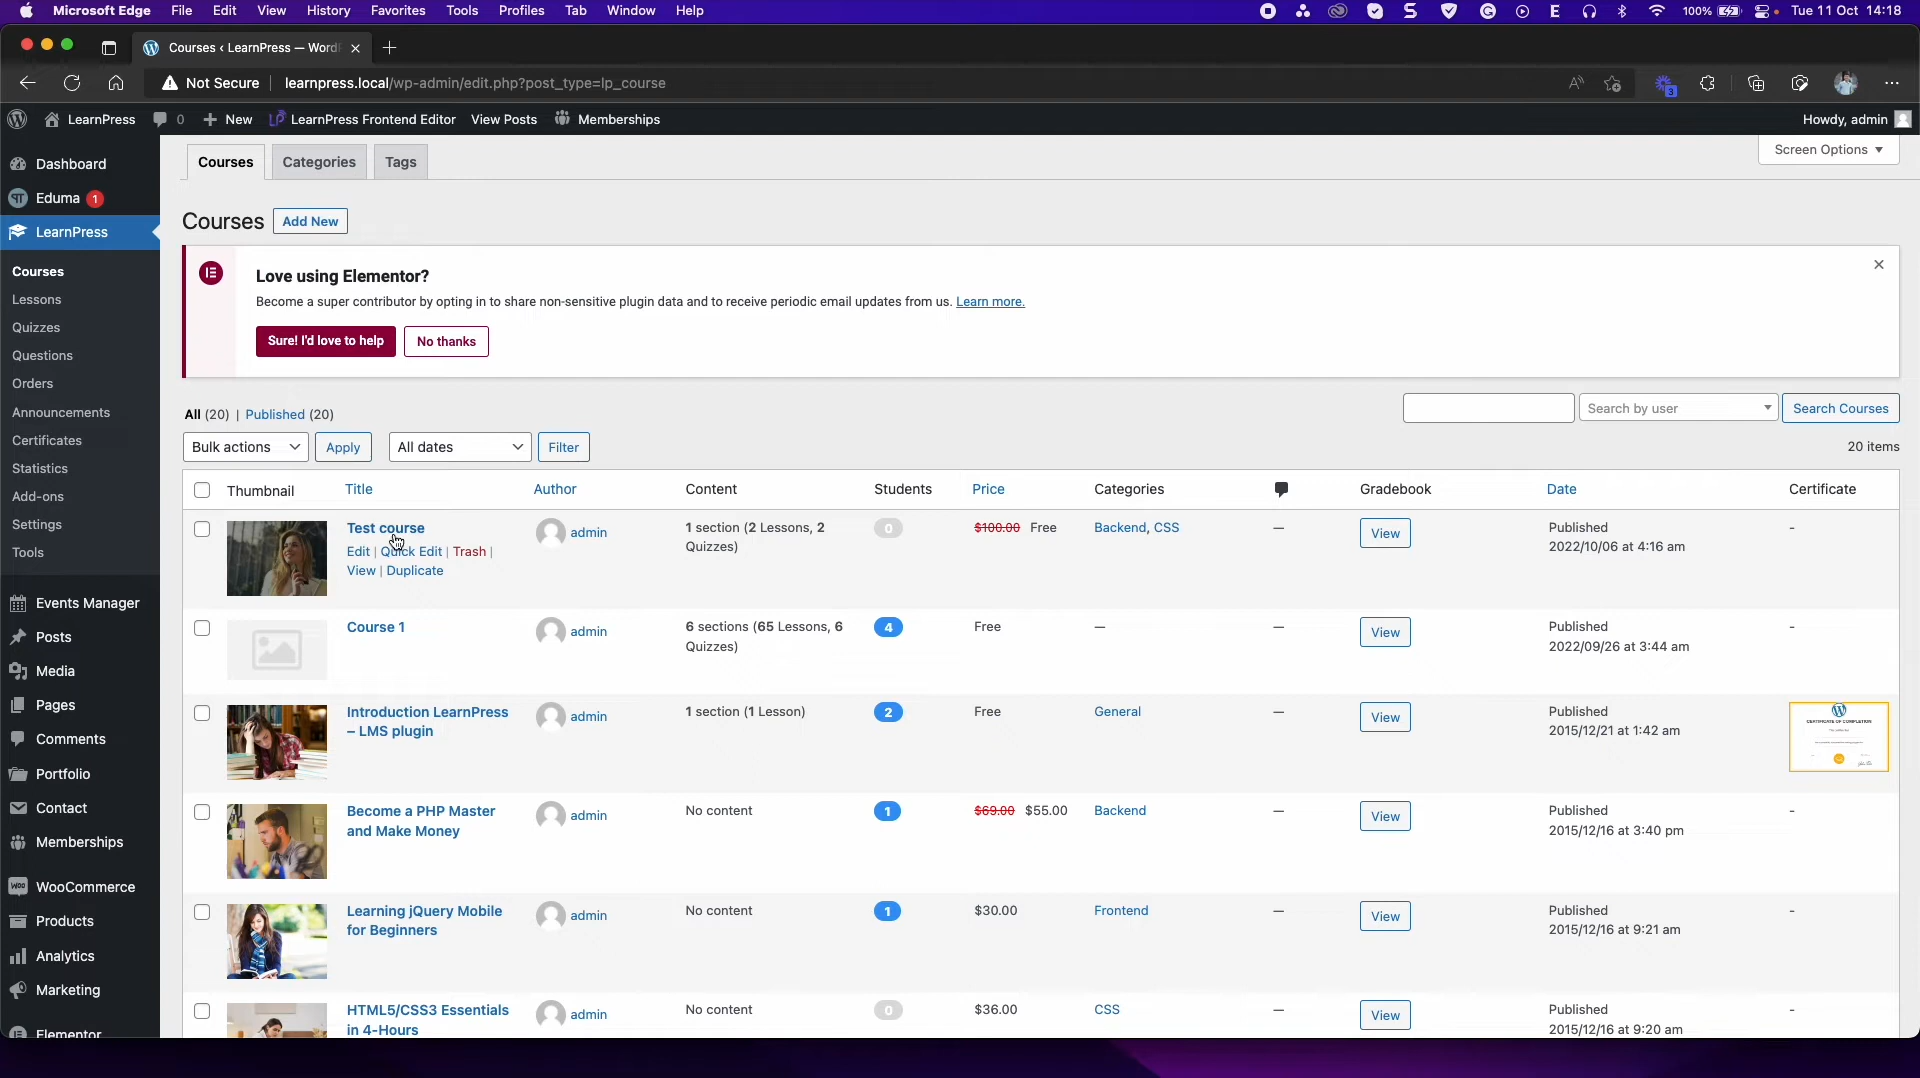 Microsoft Edge File Edit View History Favorites Tools Profiles Tab Window Help 100% Tue 11 Oct 14:18
Courses ‹ LearnPress — Word
Not Secure learnpress.local/wp-admin/edit.php?post_type=lp_course 3
LearnPress 0 New LearnPress Frontend Editor View Posts Memberships Howdy, admin
Dashboard
Eduma 1
LearnPress
Courses
Lessons
Quizzes
Questions
Orders
Announcements
Certificates
Statistics
Add-ons
Settings
Tools
Events Manager
Posts
Media
Pages
Comments
Portfolio
Contact
Memberships
WooCommerce
Products
Analytics
Marketing
Elementor
Courses Categories Tags Screen Options
Courses Add New
Love using Elementor?
Become a super contributor by opting in to share non-sensitive plugin data and to receive periodic email updates from us. Learn more.
Sure! I'd love to help No thanks
All (20) | Published (20) Search by user Search Courses
Bulk actions Apply All dates Filter 20 items
Thumbnail Title Author Content Students Price Categories Gradebook Date Certificate
Test course admin 1 section (2 Lessons, 2 0 $100.00 Free Backend, CSS — View Published -
Edit | Quick Edit | Trash | Quizzes) 2022/10/06 at 4:16 am
View | Duplicate
Course 1 admin 6 sections (65 Lessons, 6 4 Free — — View Published -
Quizzes) 2022/09/26 at 3:44 am
Introduction LearnPress admin 1 section (1 Lesson) 2 Free General — View Published
– LMS plugin 2015/12/21 at 1:42 am
CERTIFICATE OF COMPLETION
Become a PHP Master admin No content 1 $69.00 $55.00 Backend — View Published -
and Make Money 2015/12/16 at 3:40 pm
Learning jQuery Mobile admin No content 1 $30.00 Frontend — View Published -
for Beginners 2015/12/16 at 9:21 am
HTML5/CSS3 Essentials admin No content 0 $36.00 CSS — View Published -
in 4-Hours 2015/12/16 at 9:20 am